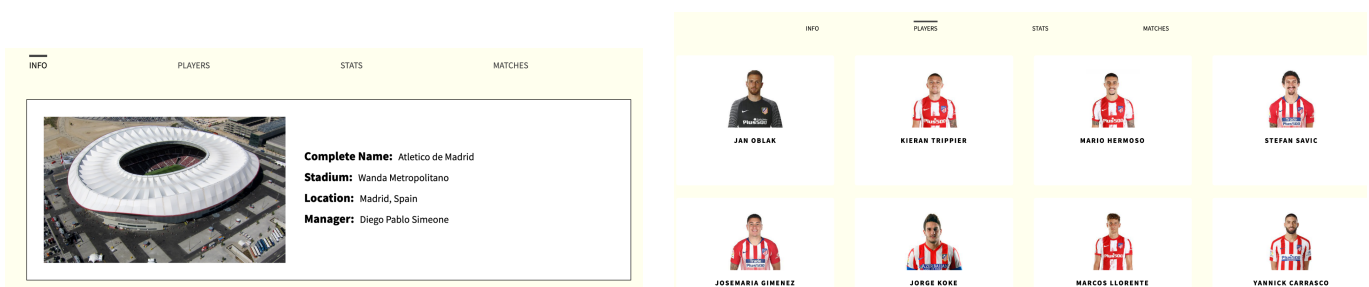 INFO PLAYERS STATS MATCHES
Complete Name: Atletico de Madrid
Stadium: Wanda Metropolitano
Location: Madrid, Spain
Manager: Diego Pablo Simeone
INFO PLAYERS STATS MATCHES
JAN OBLAK KIERAN TRIPPIER MARIO HERMOSO STEFAN SAVIC
JOSEMARIA GIMENEZ JORGE KOKE MARCOS LLORENTE YANNICK CARRASCO